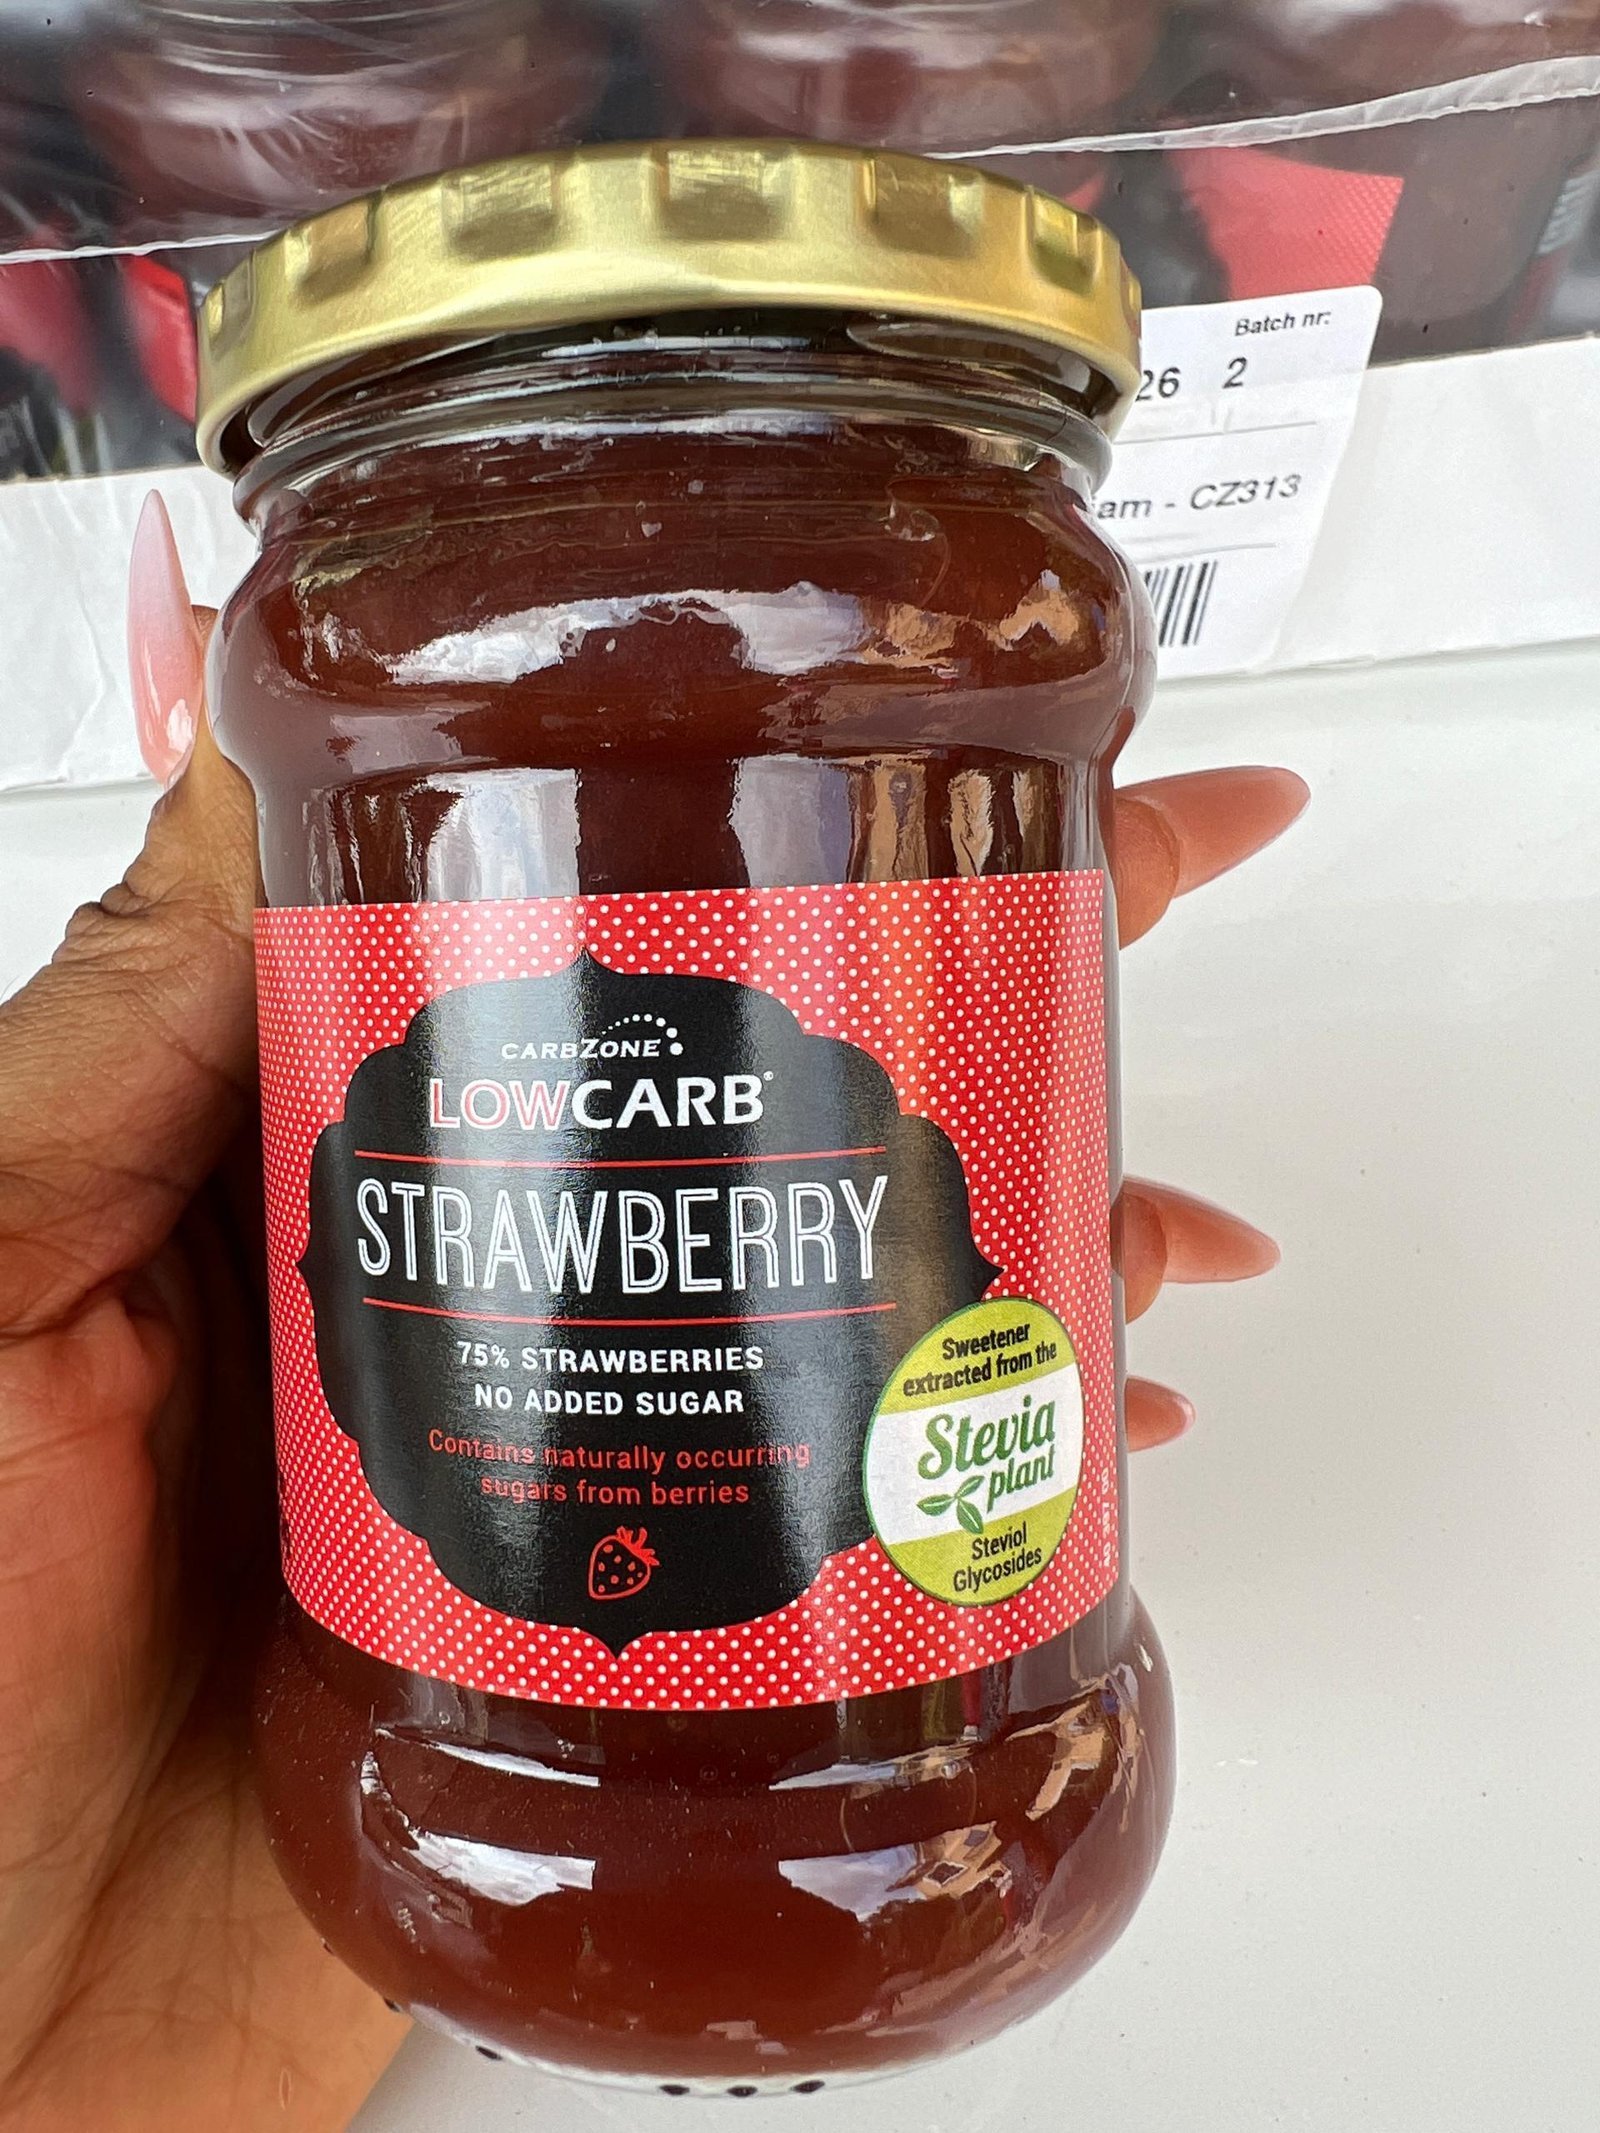 Batch nr:
26 2
jam - CZ313
CARBZONE
LOWCARB®
STRAWBERRY
75% STRAWBERRIES
NO ADDED SUGAR
Contains naturally occurring
sugars from berries
Sweetener
extracted from the
Stevia
plant
Steviol
Glycosides